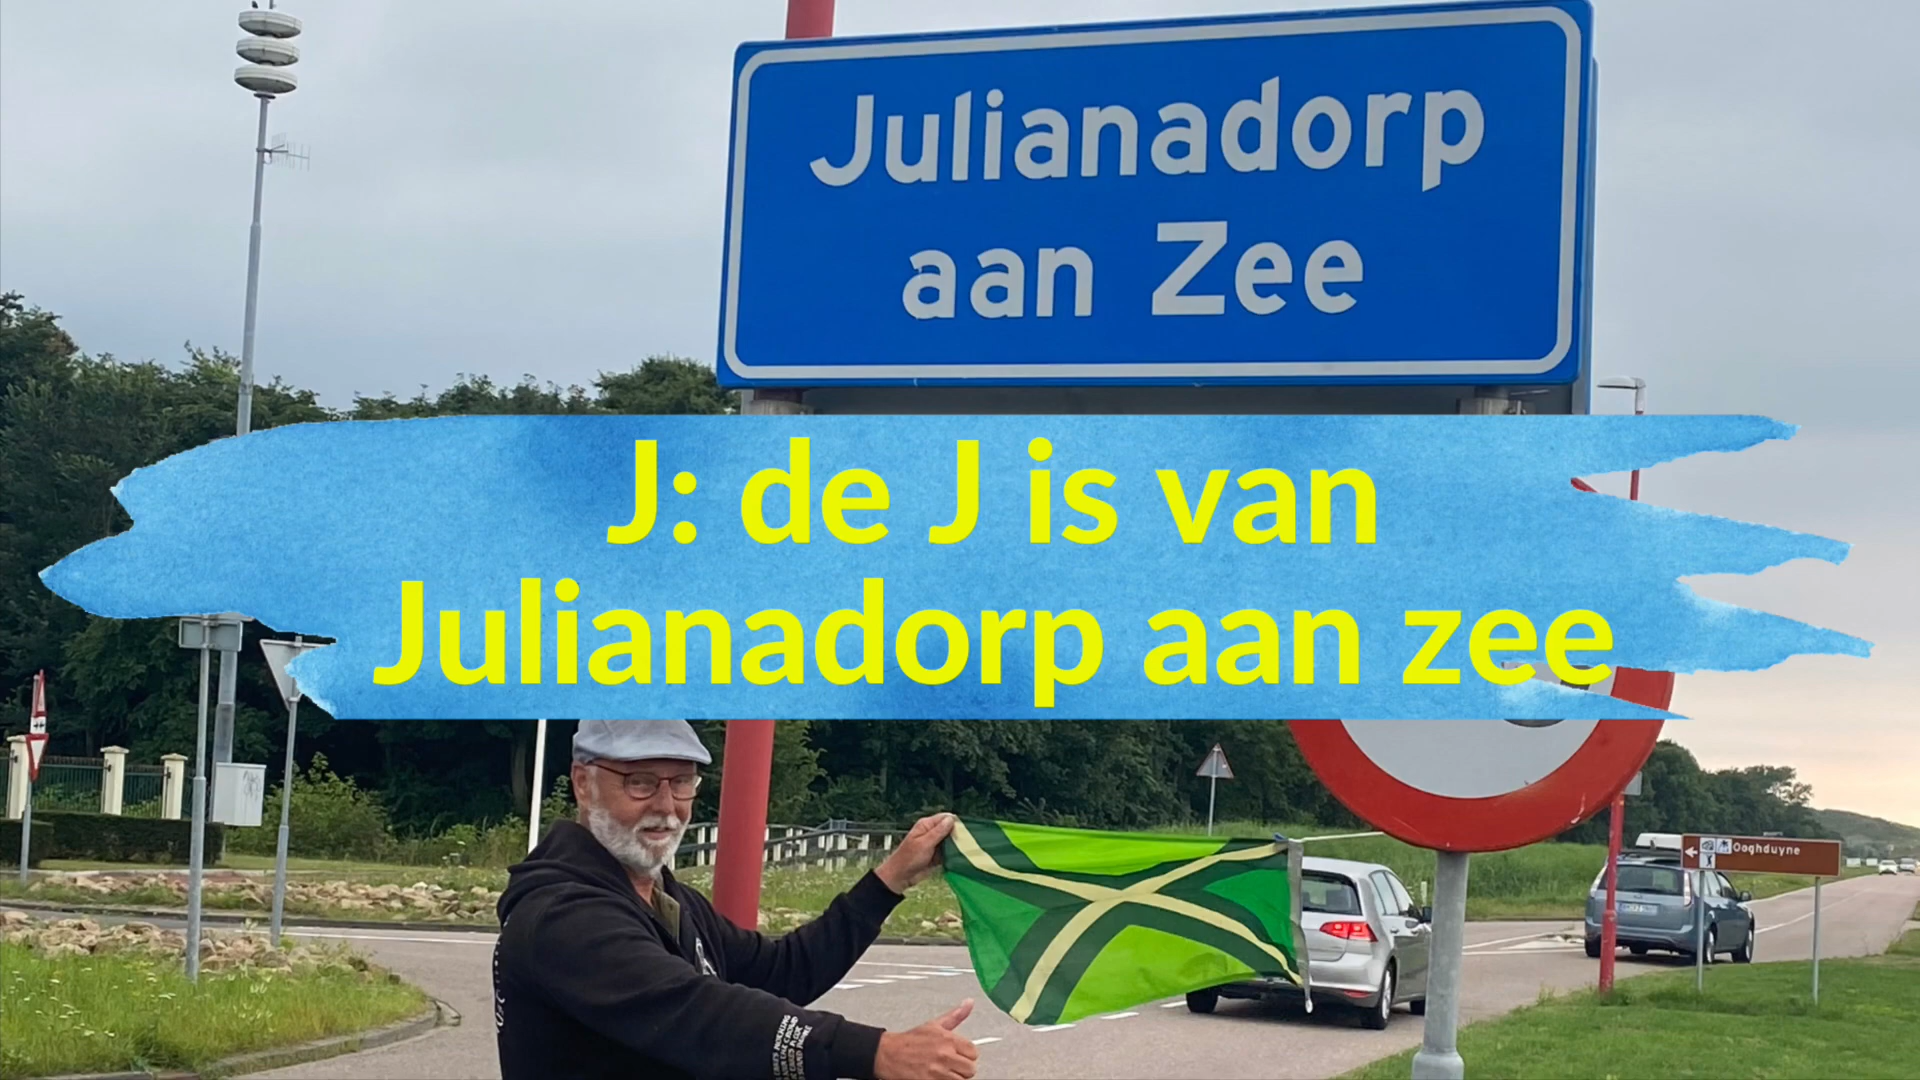 Julianadorp
aan Zee
J: de J is van
Julianadorp aan zee
Ooghduyne